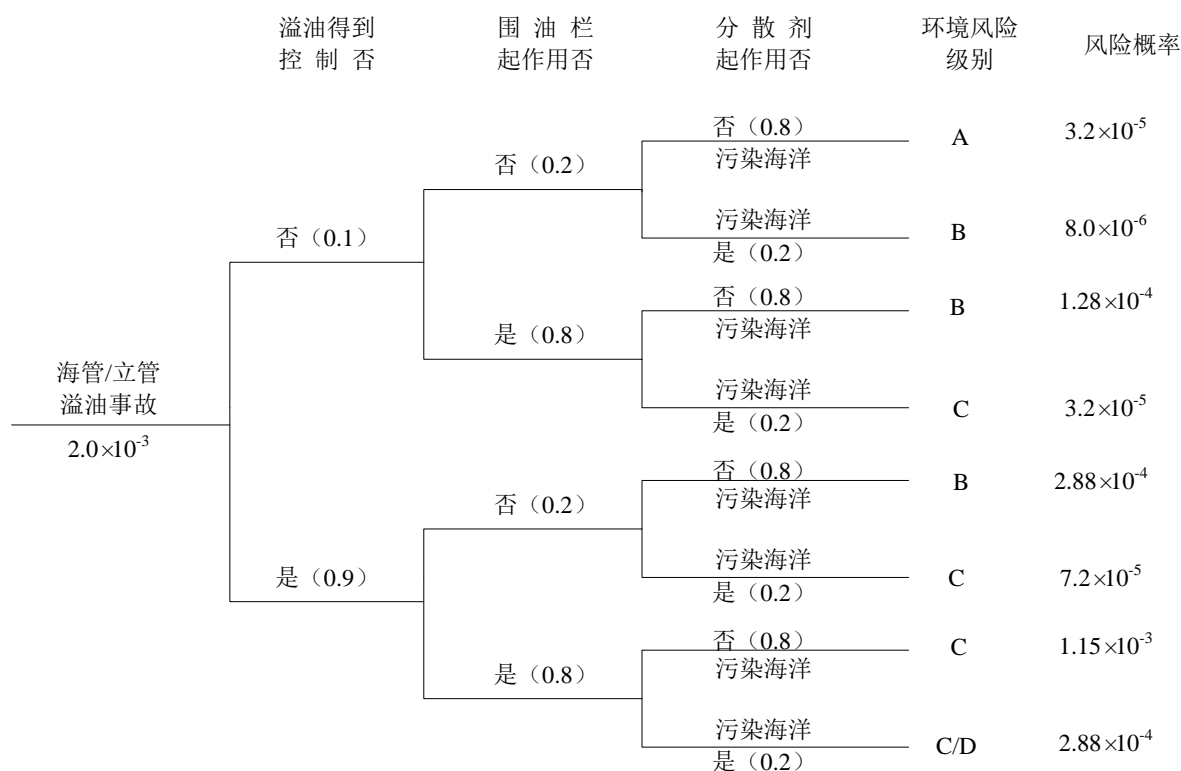 溢油得到 围 油 栏 分 散 剂 环境风险 风险概率
控 制 否 起作用否 起作用否 级别
否（0.8） A 3.2×10⁻⁵
污染海洋
否（0.2）
污染海洋 B 8.0×10⁻⁶
是（0.2）
否（0.1）
否（0.8） B 1.28×10⁻⁴
污染海洋
是（0.8）
污染海洋 C 3.2×10⁻⁵
是（0.2）
海管/立管
溢油事故
2.0×10⁻³
否（0.8） B 2.88×10⁻⁴
污染海洋
否（0.2）
污染海洋 C 7.2×10⁻⁵
是（0.2）
是（0.9）
否（0.8） C 1.15×10⁻³
污染海洋
是（0.8）
污染海洋 C/D 2.88×10⁻⁴
是（0.2）